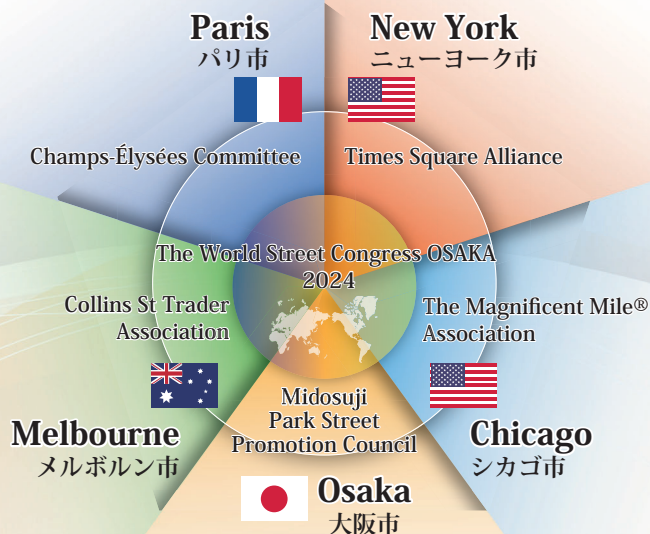 Paris
パリ市
New York
ニューヨーク市
Champs-Élysées Committee
Times Square Alliance
The World Street Congress OSAKA
2024
Collins St Trader
Association
The Magnificent Mile®
Association
Midosuji
Park Street
Promotion Council
Melbourne
メルボルン市
Chicago
シカゴ市
Osaka
大阪市